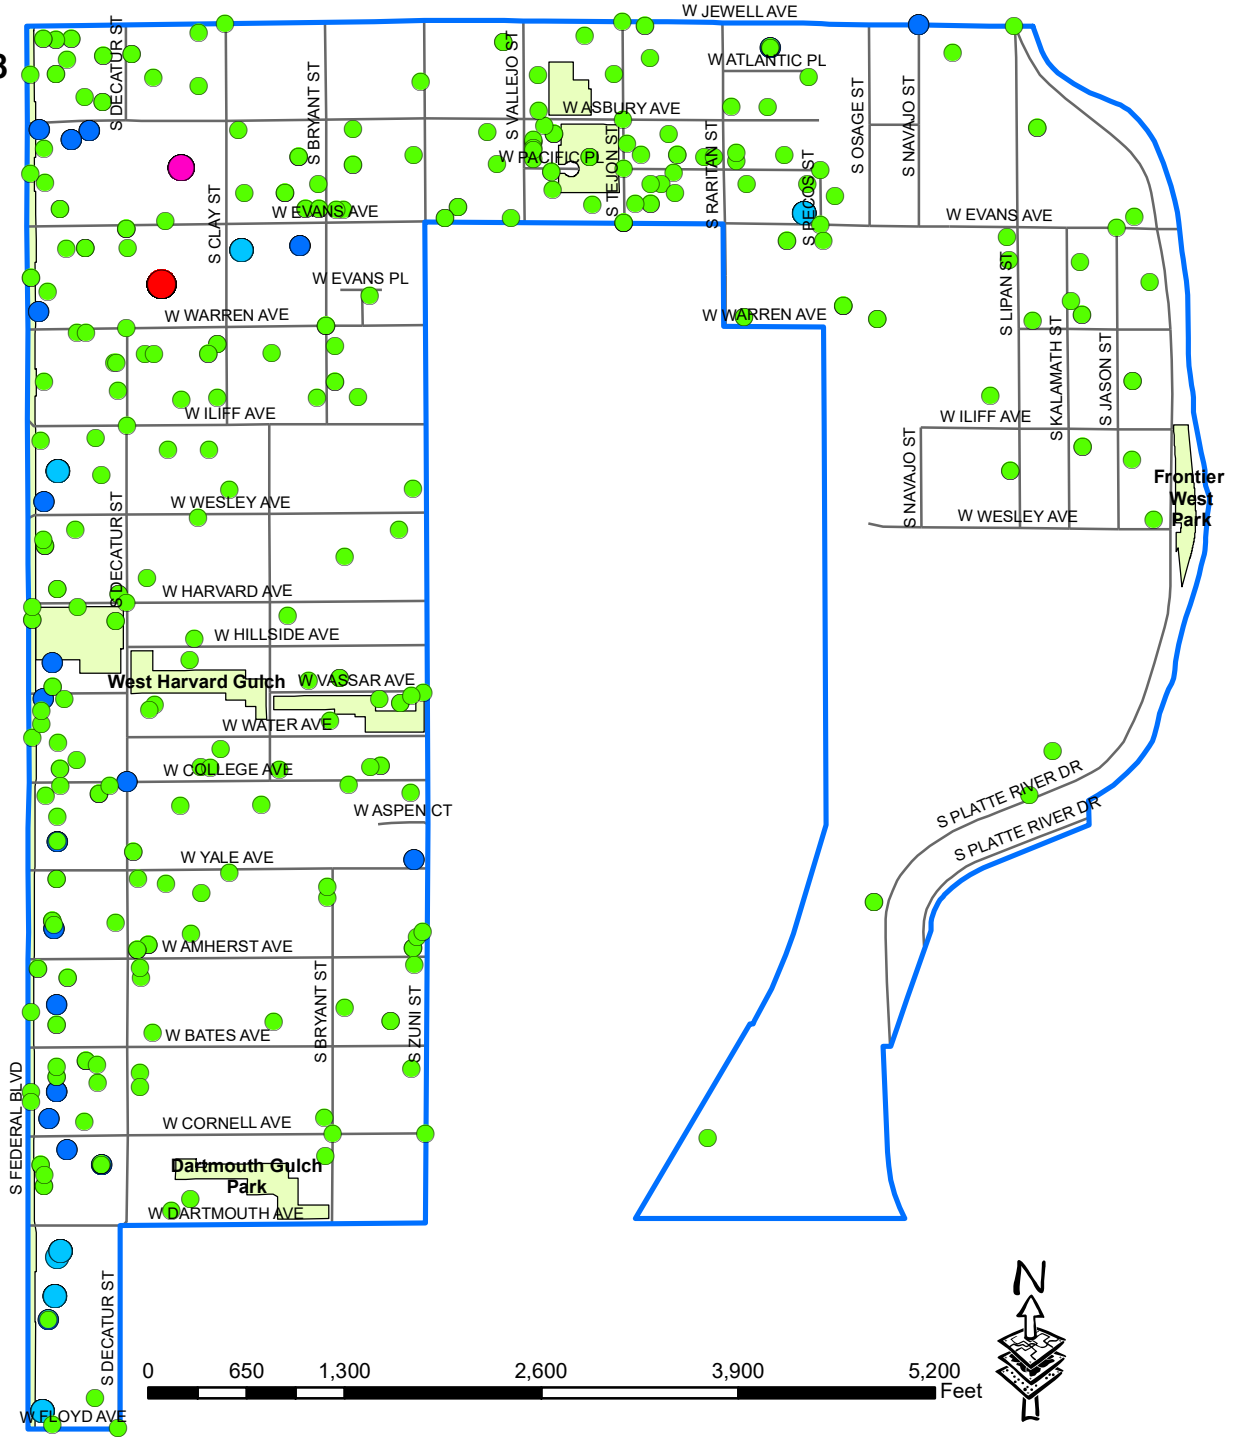 W JEWELL AVE
3
S DECATUR ST
S BRYANT ST
S VALLEJO ST
W ATLANTIC PL
W ASBURY AVE
S OSAGE ST
S NAVAJO ST
W PACIFIC PL
S TEJON ST
S RARITAN ST
S PECOS ST
S CLAY ST
W EVANS AVE
W EVANS AVE
S LIPAN ST
W EVANS PL
W WARREN AVE
W WARREN AVE
S KALAMATH ST
S JASON ST
W ILIFF AVE
W ILIFF AVE
S NAVAJO ST
Frontier
West
Park
W WESLEY AVE
W WESLEY AVE
S DECATUR ST
W HARVARD AVE
W HILLSIDE AVE
West Harvard Gulch
W VASSAR AVE
W WATER AVE
W COLLEGE AVE
W ASPEN CT
S PLATTE RIVER DR
S PLATTE RIVER DR
W YALE AVE
W AMHERST AVE
S BRYANT ST
S ZUNI ST
W BATES AVE
S FEDERAL BLVD
W CORNELL AVE
Dartmouth Gulch
Park
W DARTMOUTH AVE
S DECATUR ST
W FLOYD AVE
N
0 650 1,300 2,600 3,900 5,200
Feet